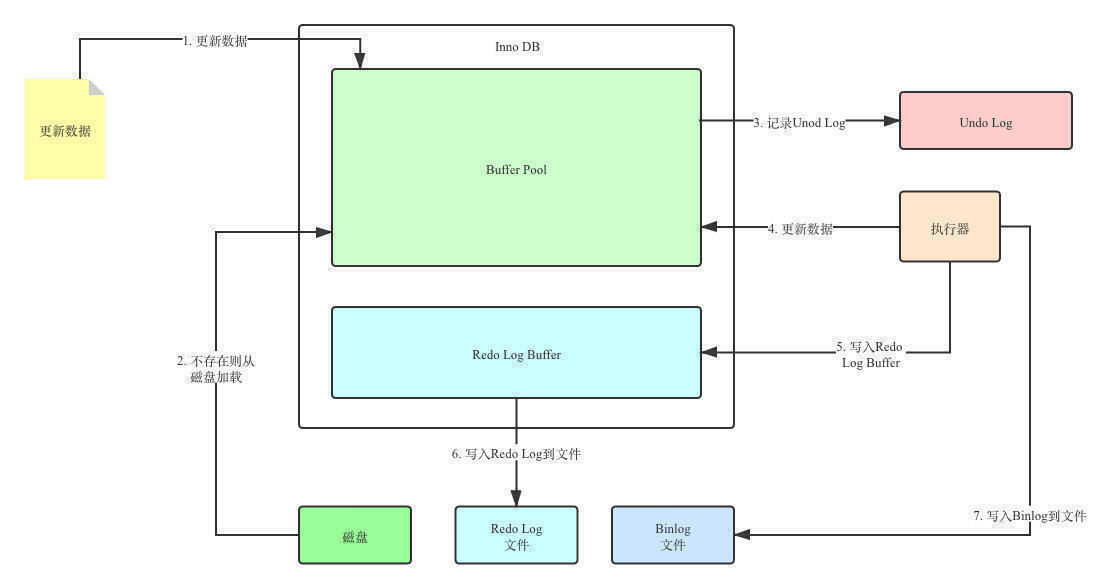 1. 更新数据
Inno DB
更新数据
Buffer Pool
3. 记录Unod Log
Undo Log
4. 更新数据
执行器
2. 不存在则从
磁盘加载
Redo Log Buffer
5. 写入Redo
Log Buffer
6. 写入Redo Log到文件
7. 写入Binlog到文件
磁盘
Redo Log
文件
Binlog
文件